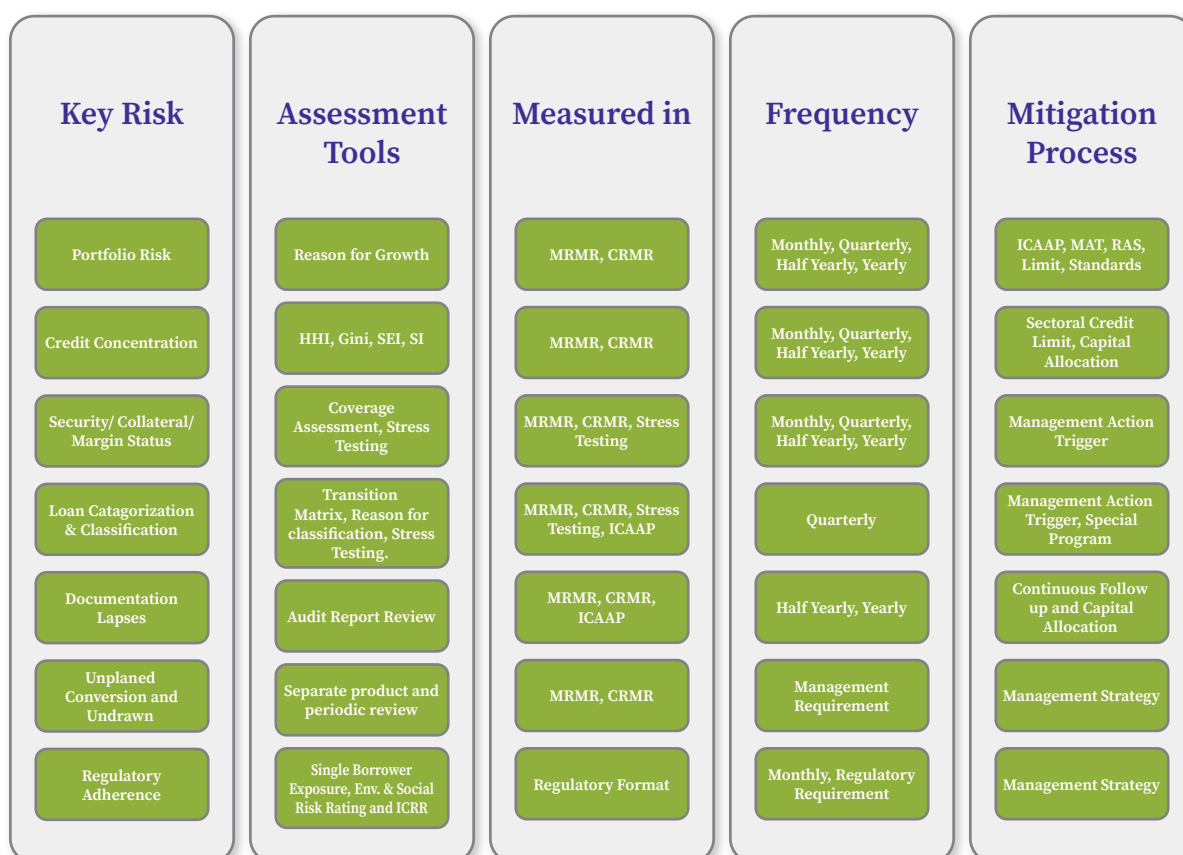 Key Risk
Portfolio Risk
Credit Concentration
Security/ Collateral/
Margin Status
Loan Catagorization
& Classification
Documentation
Lapses
Unplaned
Conversion and
Undrawn
Regulatory
Adherence
Assessment
Tools
Reason for Growth
HHI, Gini, SEI, SI
Coverage
Assessment, Stress
Testing
Transition
Matrix, Reason for
classification, Stress
Testing.
Audit Report Review
Separate product and
periodic review
Single Borrower
Exposure, Env. & Social
Risk Rating and ICRR
Measured in
MRMR, CRMR
MRMR, CRMR
MRMR, CRMR, Stress
Testing
MRMR, CRMR, Stress
Testing, ICAAP
MRMR, CRMR,
ICAAP
MRMR, CRMR
Regulatory Format
Frequency
Monthly, Quarterly,
Half Yearly, Yearly
Monthly, Quarterly,
Half Yearly, Yearly
Monthly, Quarterly,
Half Yearly, Yearly
Quarterly
Half Yearly, Yearly
Management
Requirement
Monthly, Regulatory
Requirement
Mitigation
Process
ICAAP, MAT, RAS,
Limit, Standards
Sectoral Credit
Limit, Capital
Allocation
Management Action
Trigger
Management Action
Trigger, Special
Program
Continuous Follow
up and Capital
Allocation
Management Strategy
Management Strategy